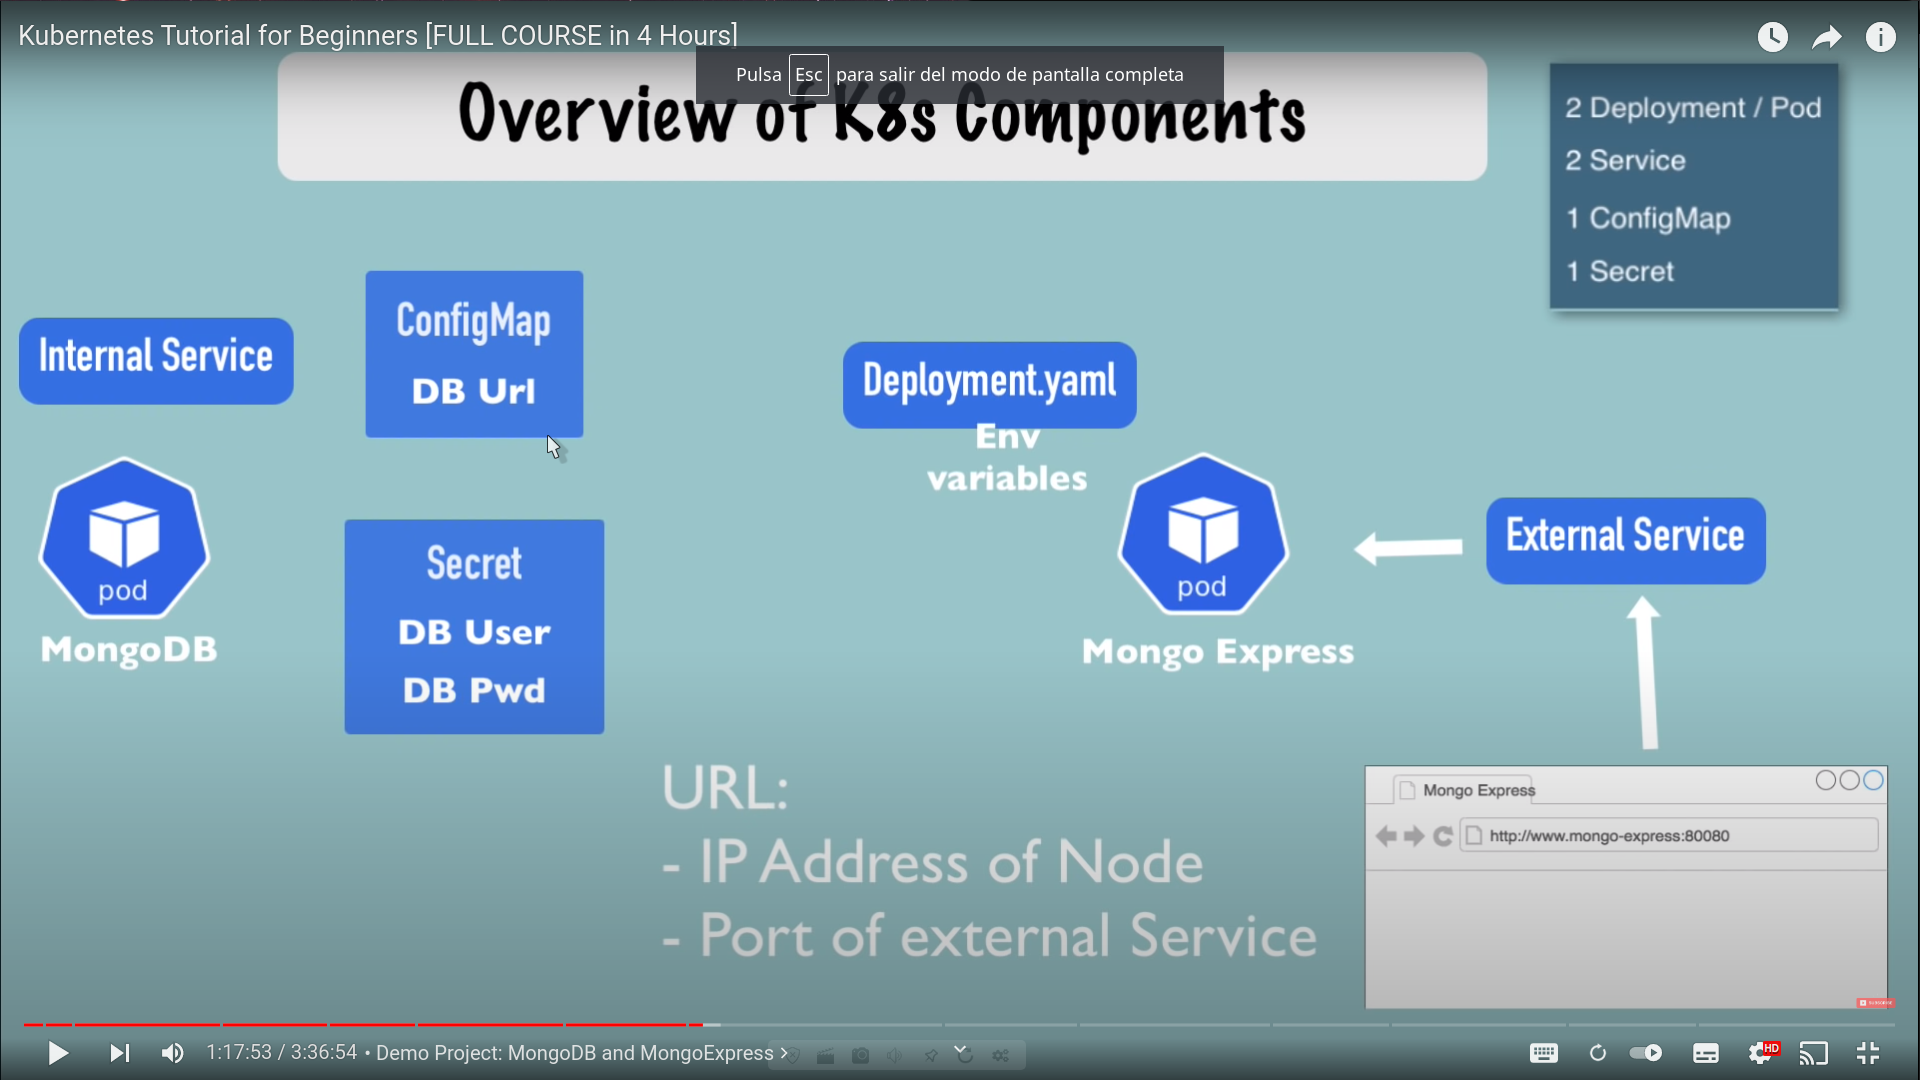 Kubernetes Tutorial for Beginners [FULL COURSE in 4 Hours]
Pulsa Esc para salir del modo de pantalla completa
Overview of K8s Components
2 Deployment / Pod
2 Service
1 ConfigMap
1 Secret
Internal Service
ConfigMap
DB Url
Deployment.yaml
Env
variables
pod
MongoDB
Secret
DB User
DB Pwd
pod
Mongo Express
External Service
URL:
- IP Address of Node
- Port of external Service
Mongo Express
http://www.mongo-express:80080
1:17:53 / 3:36:54 • Demo Project: MongoDB and MongoExpress
HD